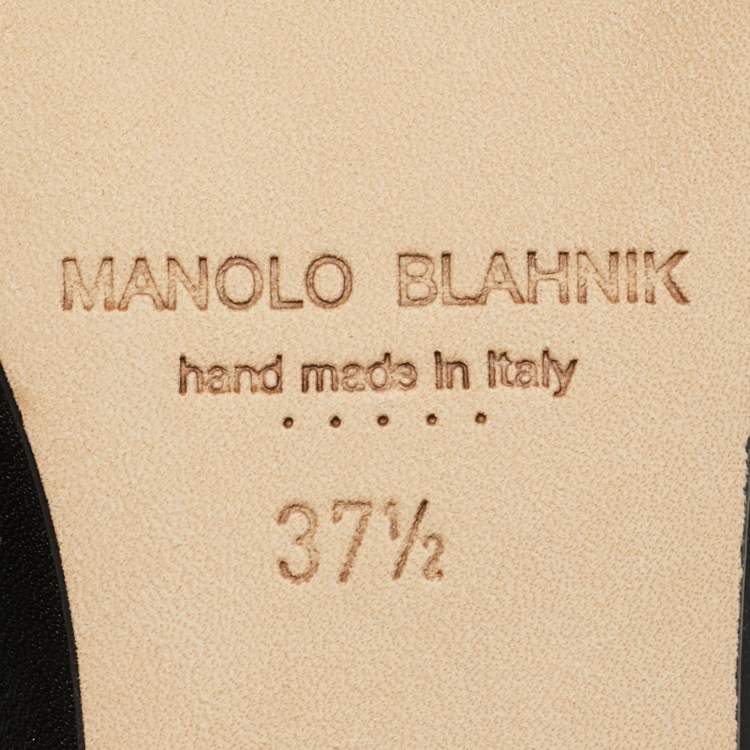 MANOLO BLAHNIK
hand made in Italy
.....
37½